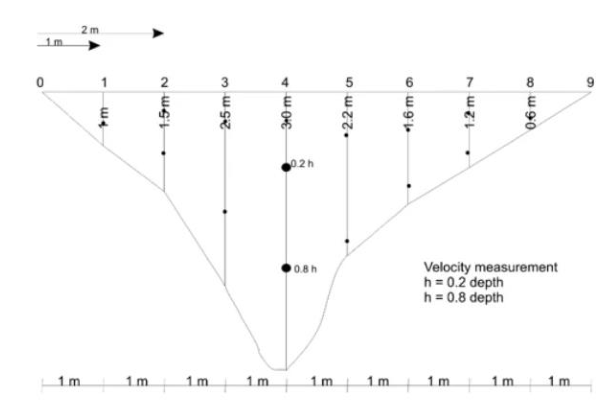 2 m
1 m
0 1 2 3 4 5 6 7 8 9
1 m 1.5 m 2.5 m 3.0 m 2.2 m 1.6 m 1.2 m 0.6 m
0.2 h
0.8 h
Velocity measurement
h = 0.2 depth
h = 0.8 depth
1 m 1 m 1 m 1 m 1 m 1 m 1 m 1 m 1 m